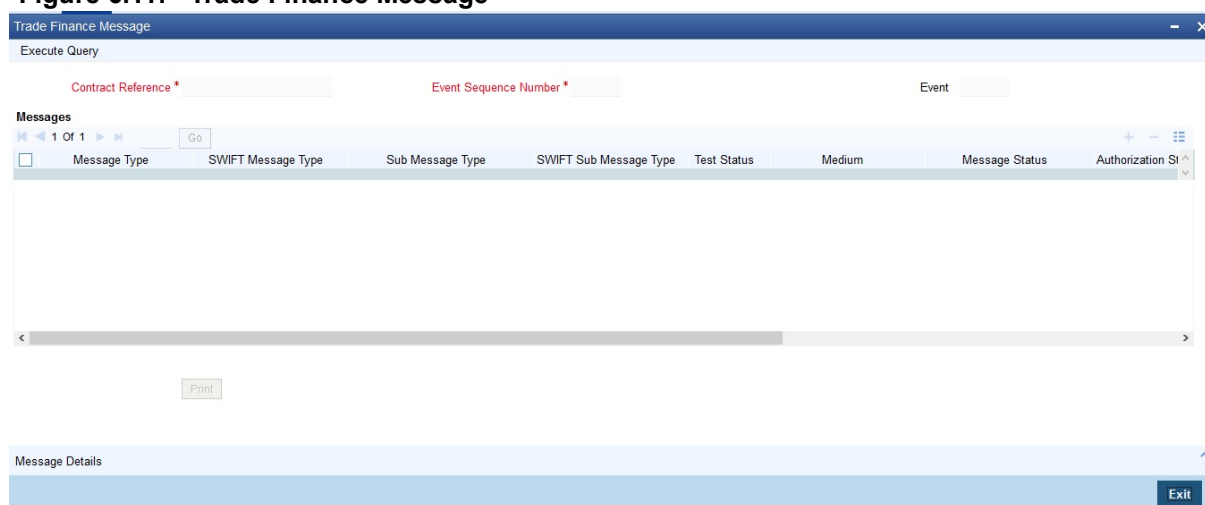 Trade Finance Message
Execute Query
Contract Reference * Event Sequence Number * Event
Messages
1 Of 1 Go
Message Type SWIFT Message Type Sub Message Type SWIFT Sub Message Type Test Status Medium Message Status Authorization
Print
Message Details
Exit